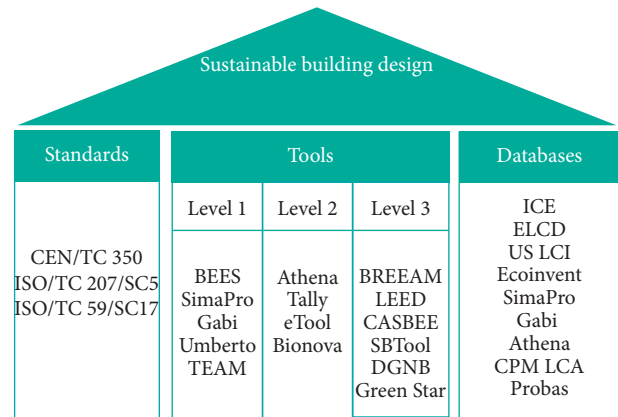 Sustainable building design
Standards
CEN/TC 350
ISO/TC 207/SC5
ISO/TC 59/SC17
Tools
Level 1
BEES
SimaPro
Gabi
Umberto
TEAM
Level 2
Athena
Tally
eTool
Bionova
Level 3
BREEAM
LEED
CASBEE
SBTool
DGNB
Green Star
Databases
ICE
ELCD
US LCI
Ecoinvent
SimaPro
Gabi
Athena
CPM LCA
Probas